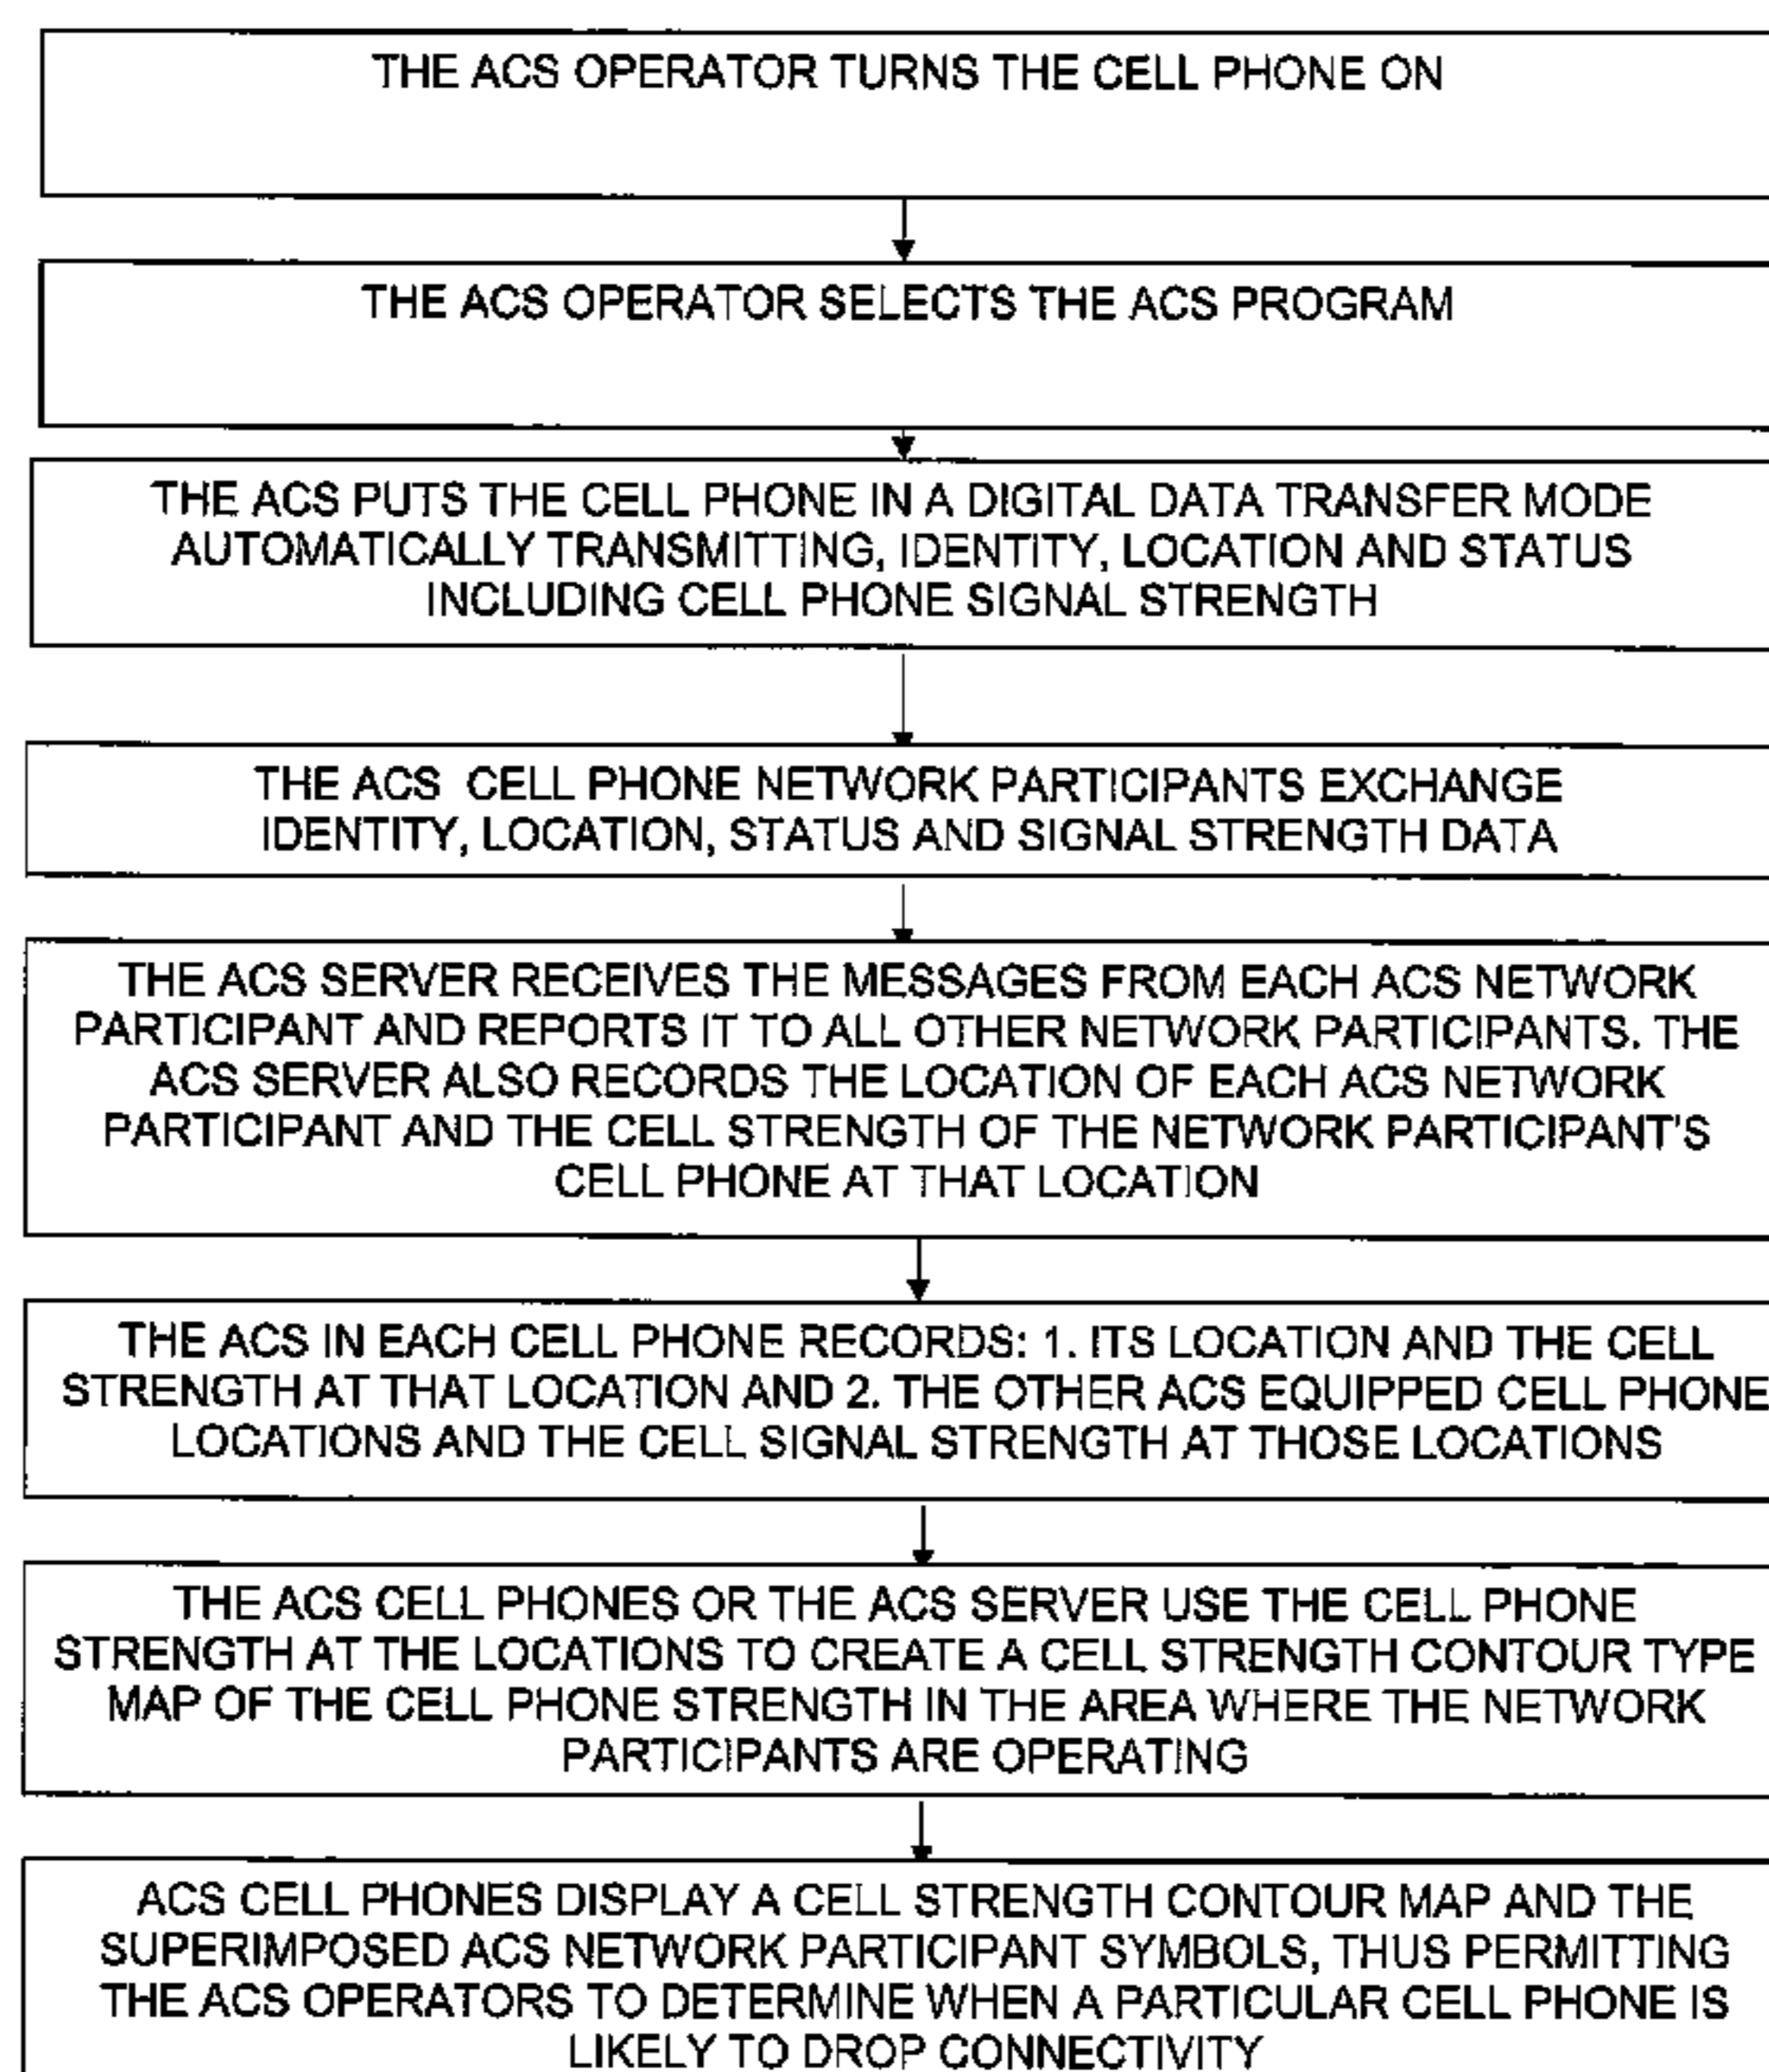 THE ACS OPERATOR TURNS THE CELL PHONE ON
THE ACS OPERATOR SELECTS THE ACS PROGRAM
THE ACS PUTS THE CELL PHONE IN A DIGITAL DATA TRANSFER MODE
AUTOMATICALLY TRANSMITTING, IDENTITY, LOCATION AND STATUS
INCLUDING CELL PHONE SIGNAL STRENGTH
THE ACS CELL PHONE NETWORK PARTICIPANTS EXCHANGE
IDENTITY, LOCATION, STATUS AND SIGNAL STRENGTH DATA
THE ACS SERVER RECEIVES THE MESSAGES FROM EACH ACS NETWORK
PARTICIPANT AND REPORTS IT TO ALL OTHER NETWORK PARTICIPANTS. THE
ACS SERVER ALSO RECORDS THE LOCATION OF EACH ACS NETWORK
PARTICIPANT AND THE CELL STRENGTH OF THE NETWORK PARTICIPANT'S
CELL PHONE AT THAT LOCATION
THE ACS IN EACH CELL PHONE RECORDS: 1. ITS LOCATION AND THE CELL
STRENGTH AT THAT LOCATION AND 2. THE OTHER ACS EQUIPPED CELL PHONE
LOCATIONS AND THE CELL SIGNAL STRENGTH AT THOSE LOCATIONS
THE ACS CELL PHONES OR THE ACS SERVER USE THE CELL PHONE
STRENGTH AT THE LOCATIONS TO CREATE A CELL STRENGTH CONTOUR TYPE
MAP OF THE CELL PHONE STRENGTH IN THE AREA WHERE THE NETWORK
PARTICIPANTS ARE OPERATING
ACS CELL PHONES DISPLAY A CELL STRENGTH CONTOUR MAP AND THE
SUPERIMPOSED ACS NETWORK PARTICIPANT SYMBOLS, THUS PERMITTING
THE ACS OPERATORS TO DETERMINE WHEN A PARTICULAR CELL PHONE IS
LIKELY TO DROP CONNECTIVITY